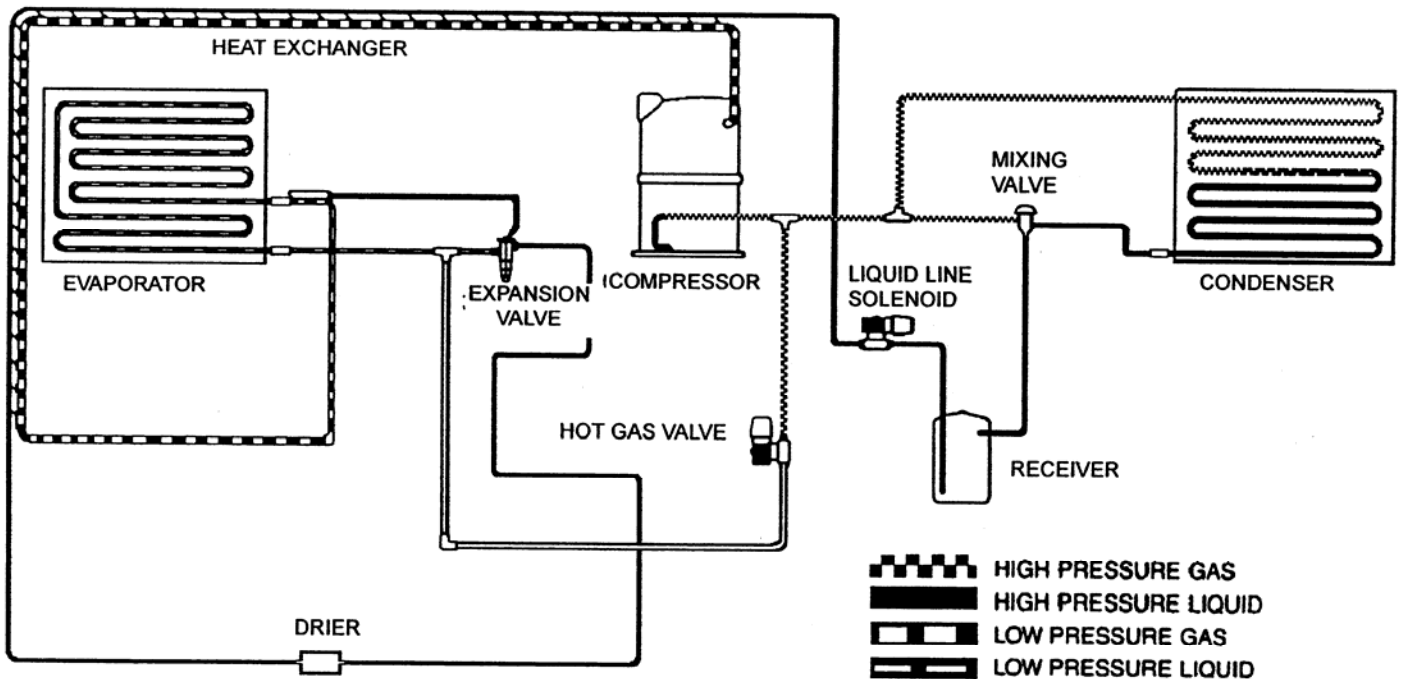 HEAT EXCHANGER
EVAPORATOR
EXPANSION
VALVE
COMPRESSOR
MIXING
VALVE
LIQUID LINE
SOLENOID
CONDENSER
HOT GAS VALVE
RECEIVER
DRIER
HIGH PRESSURE GAS
HIGH PRESSURE LIQUID
LOW PRESSURE GAS
LOW PRESSURE LIQUID